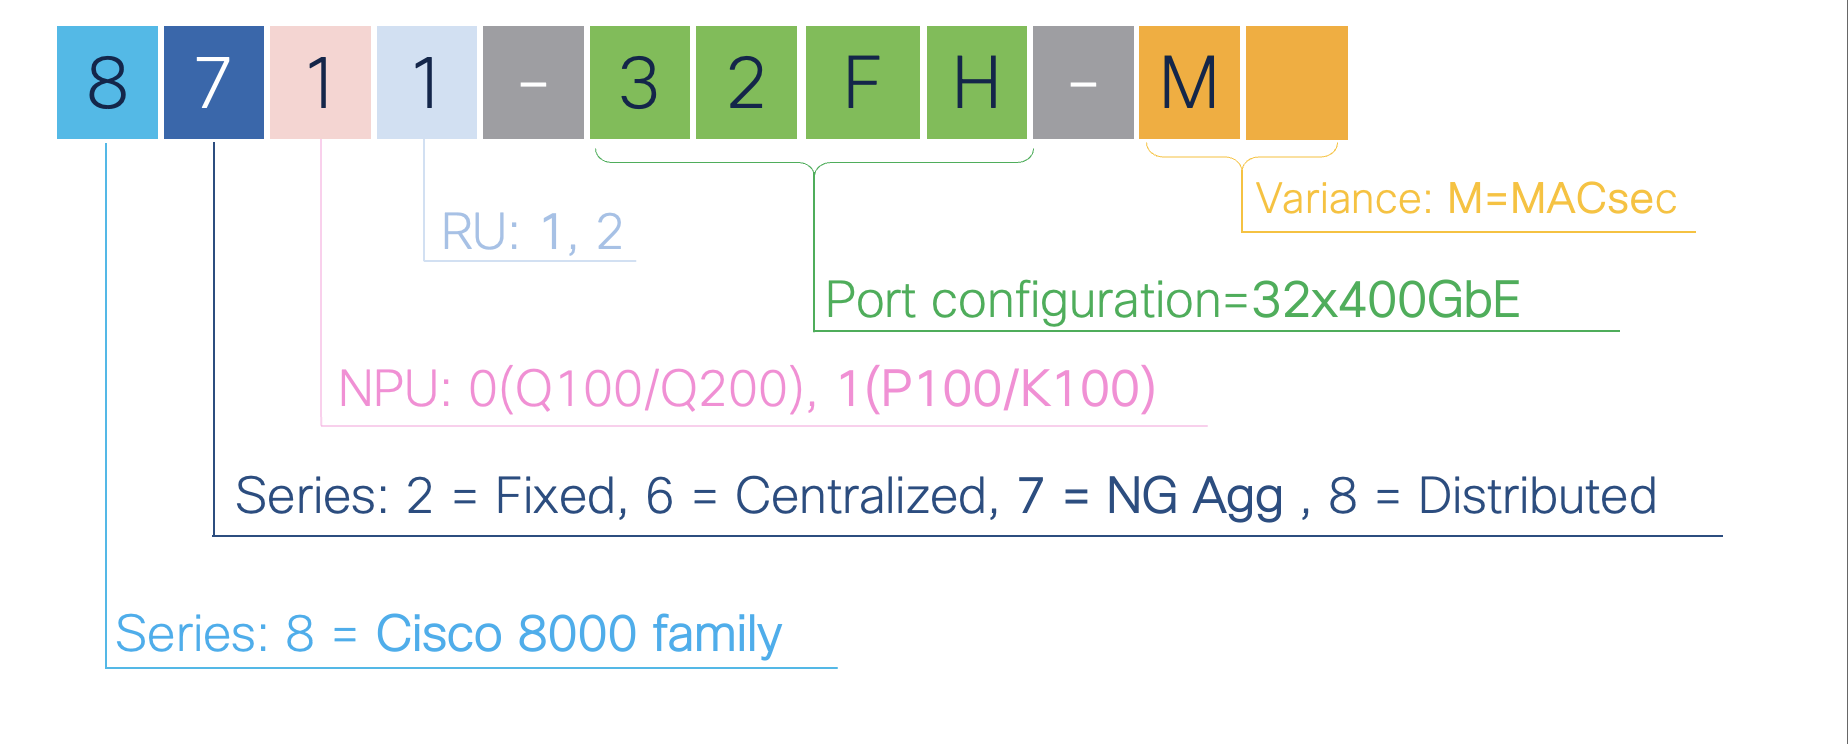 8 7 1 1 - 3 2 F H - M
Variance: M=MACsec
RU: 1, 2
Port configuration=32x400GbE
NPU: 0(Q100/Q200), 1(P100/K100)
Series: 2 = Fixed, 6 = Centralized, 7 = NG Agg , 8 = Distributed
Series: 8 = Cisco 8000 family